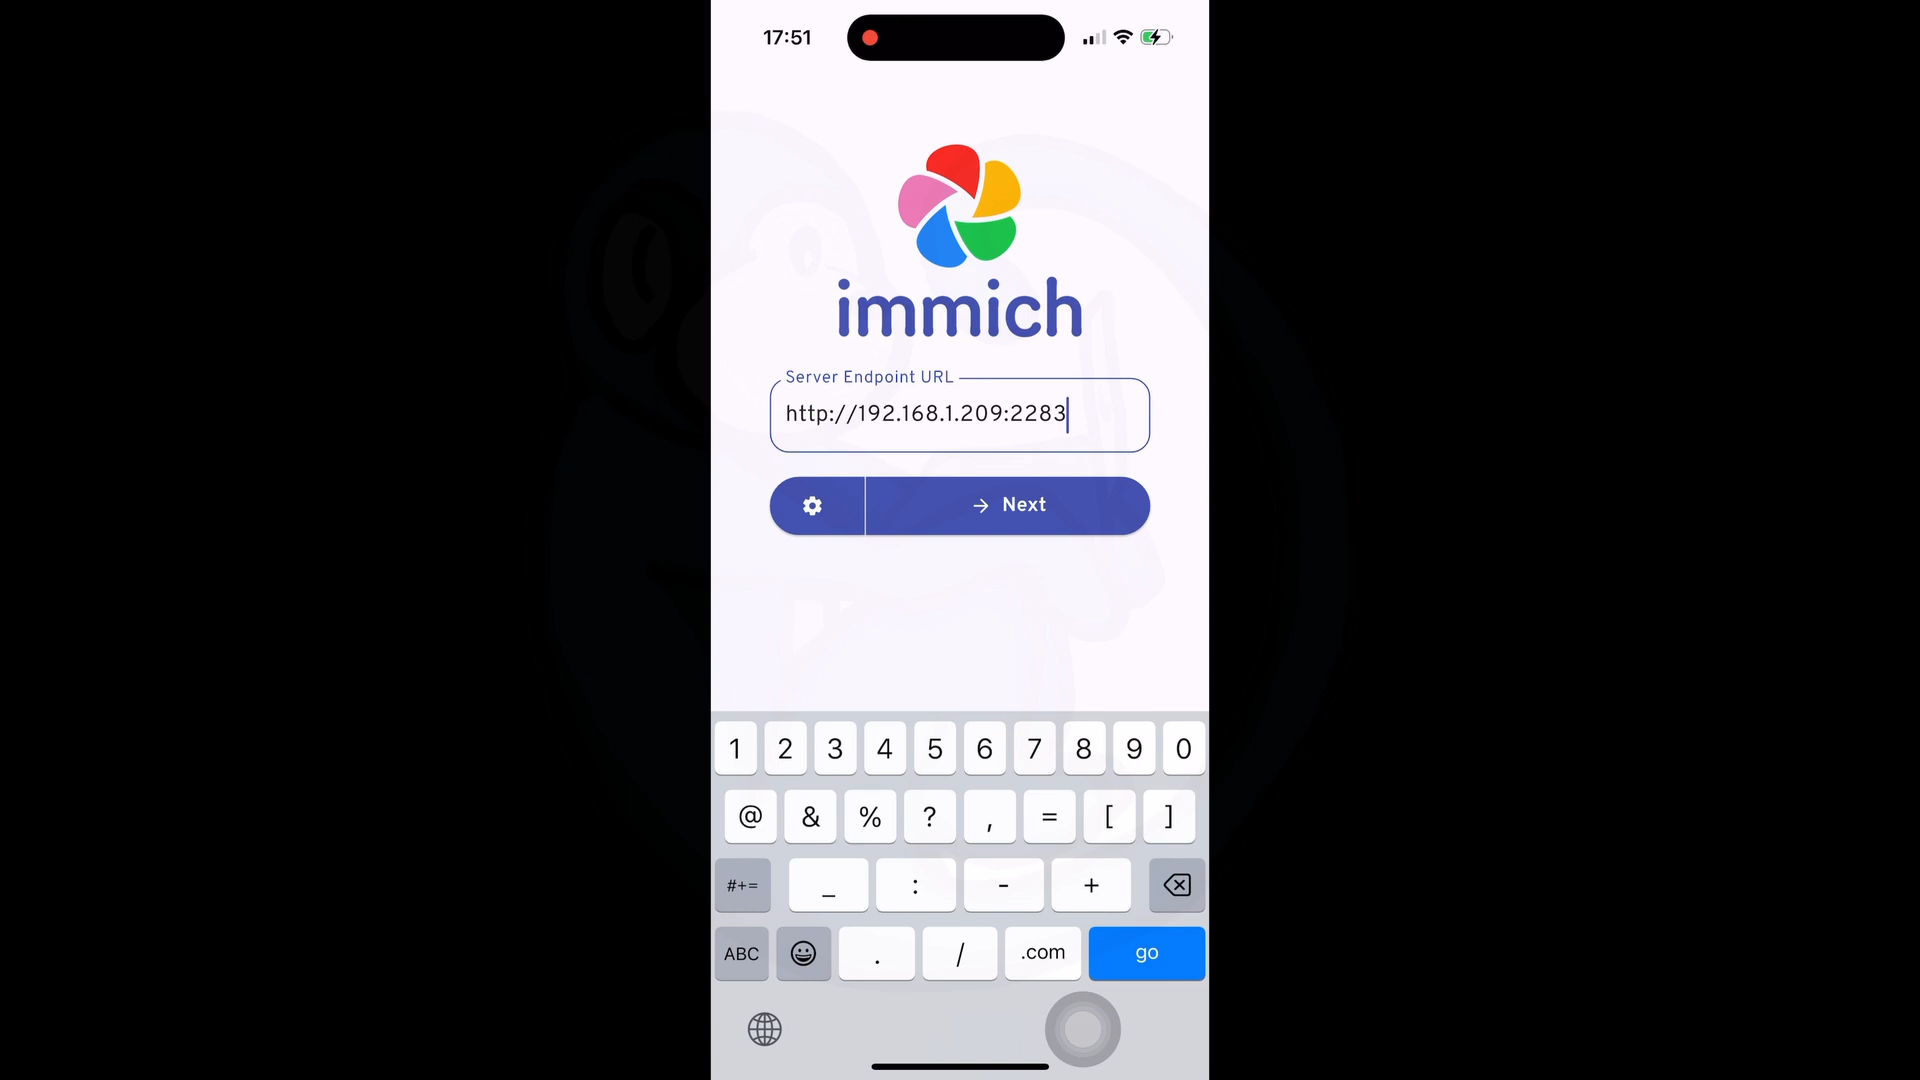 17:51
immich
Server Endpoint URL
http://192.168.1.209:2283
Next
1 2 3 4 5 6 7 8 9 0
@ & % ? , = [ ]
#+= _ : - +
ABC . / .com go